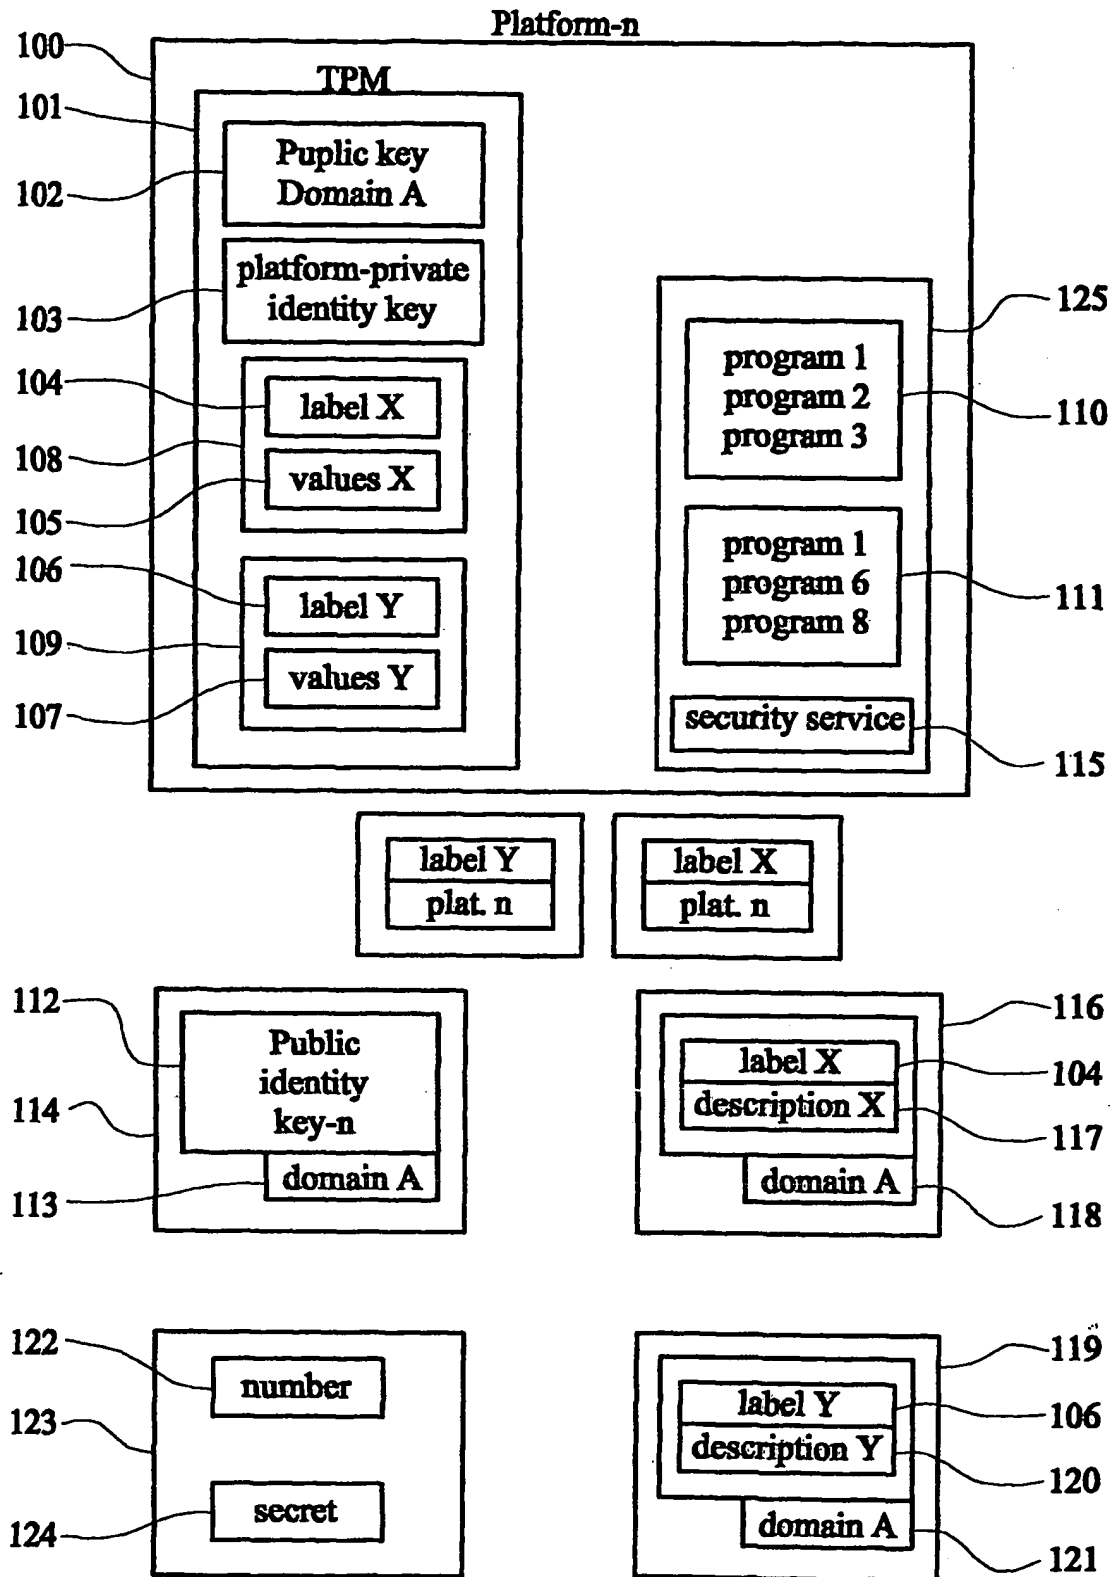 Platform-n
100
TPM
101
Puplic key
Domain A
102
platform-private
identity key
103
125
program 1
program 2
program 3
110
104
label X
108
values X
105
program 1
program 6
program 8
111
106
label Y
109
values Y
107
security service
115
label Y
plat. n
label X
plat. n
112
Public
identity
key-n
114
domain A
113
116
label X
104
description X
117
domain A
118
122
number
123
secret
124
119
label Y
106
description Y
120
domain A
121